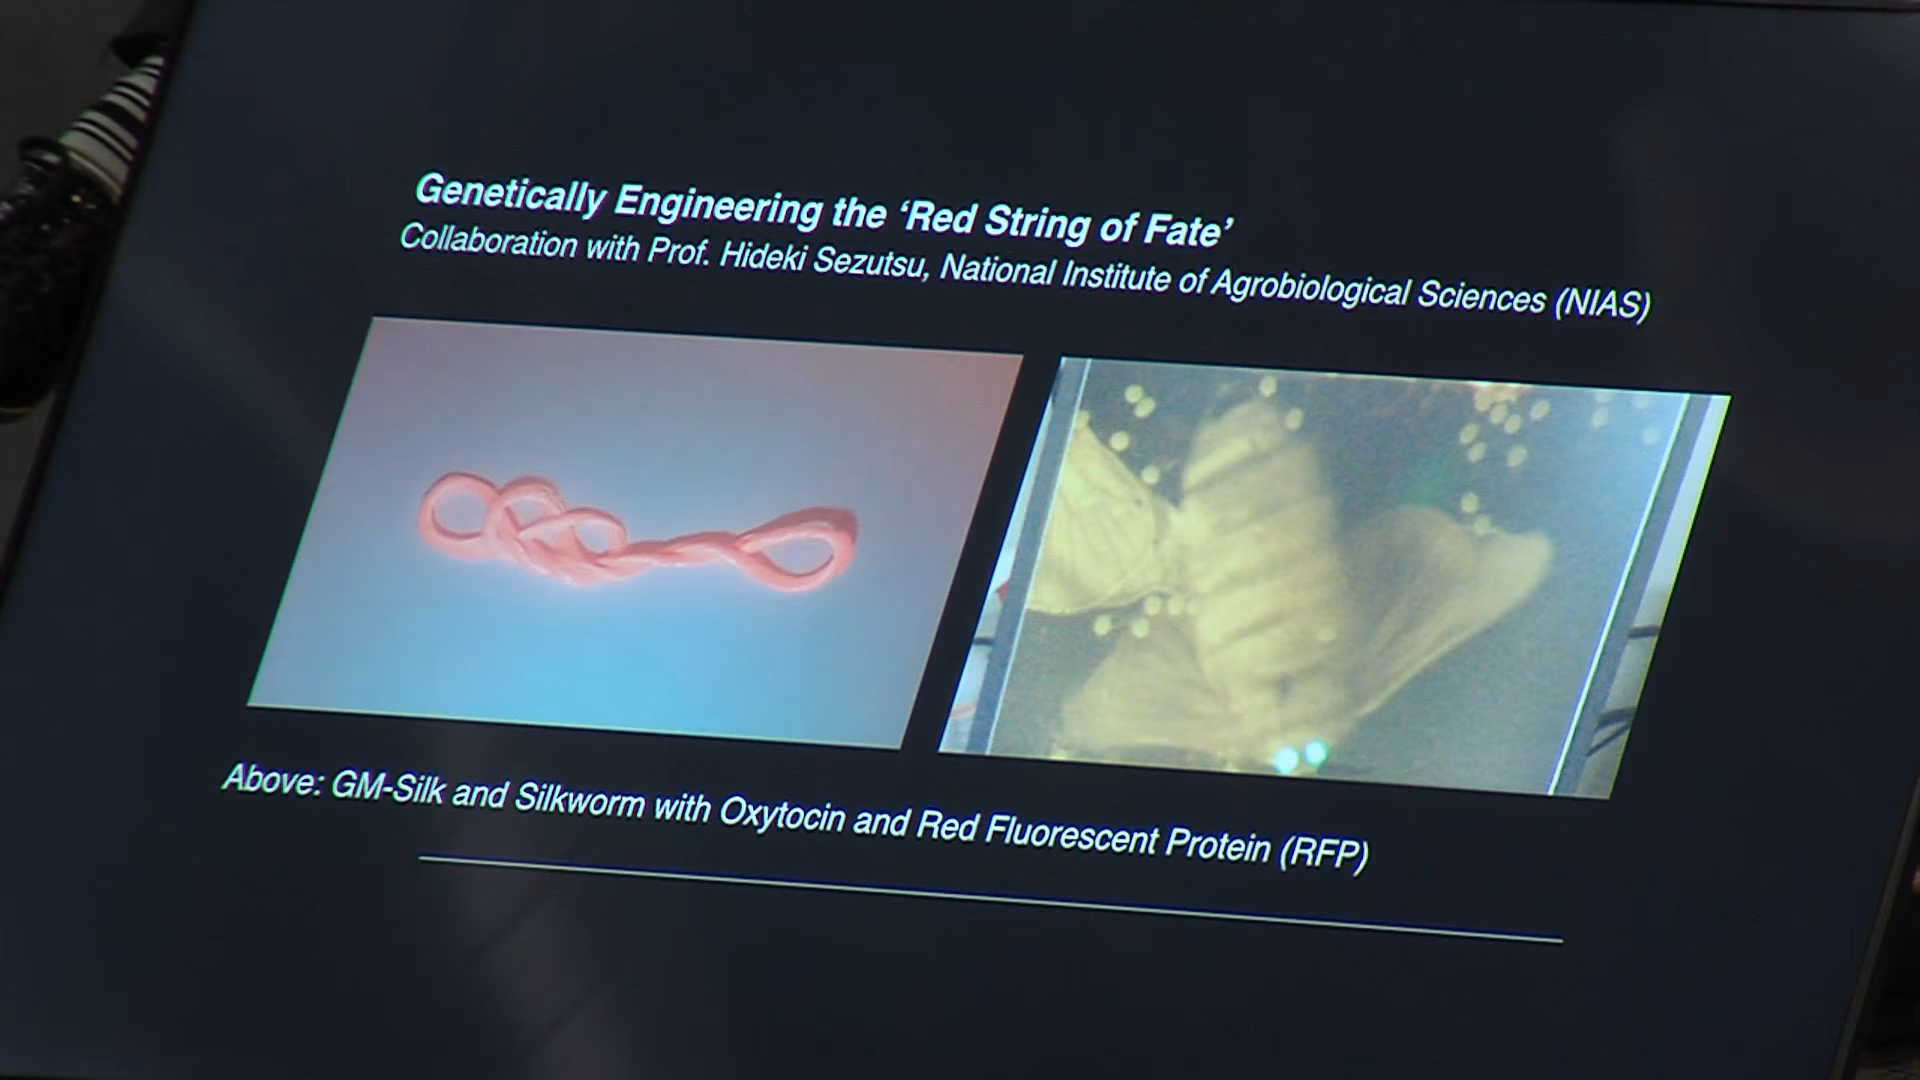 Genetically Engineering the ‘Red String of Fate’
Collaboration with Prof. Hideki Sezutsu, National Institute of Agrobiological Sciences (NIAS)
Above: GM-Silk and Silkworm with Oxytocin and Red Fluorescent Protein (RFP)